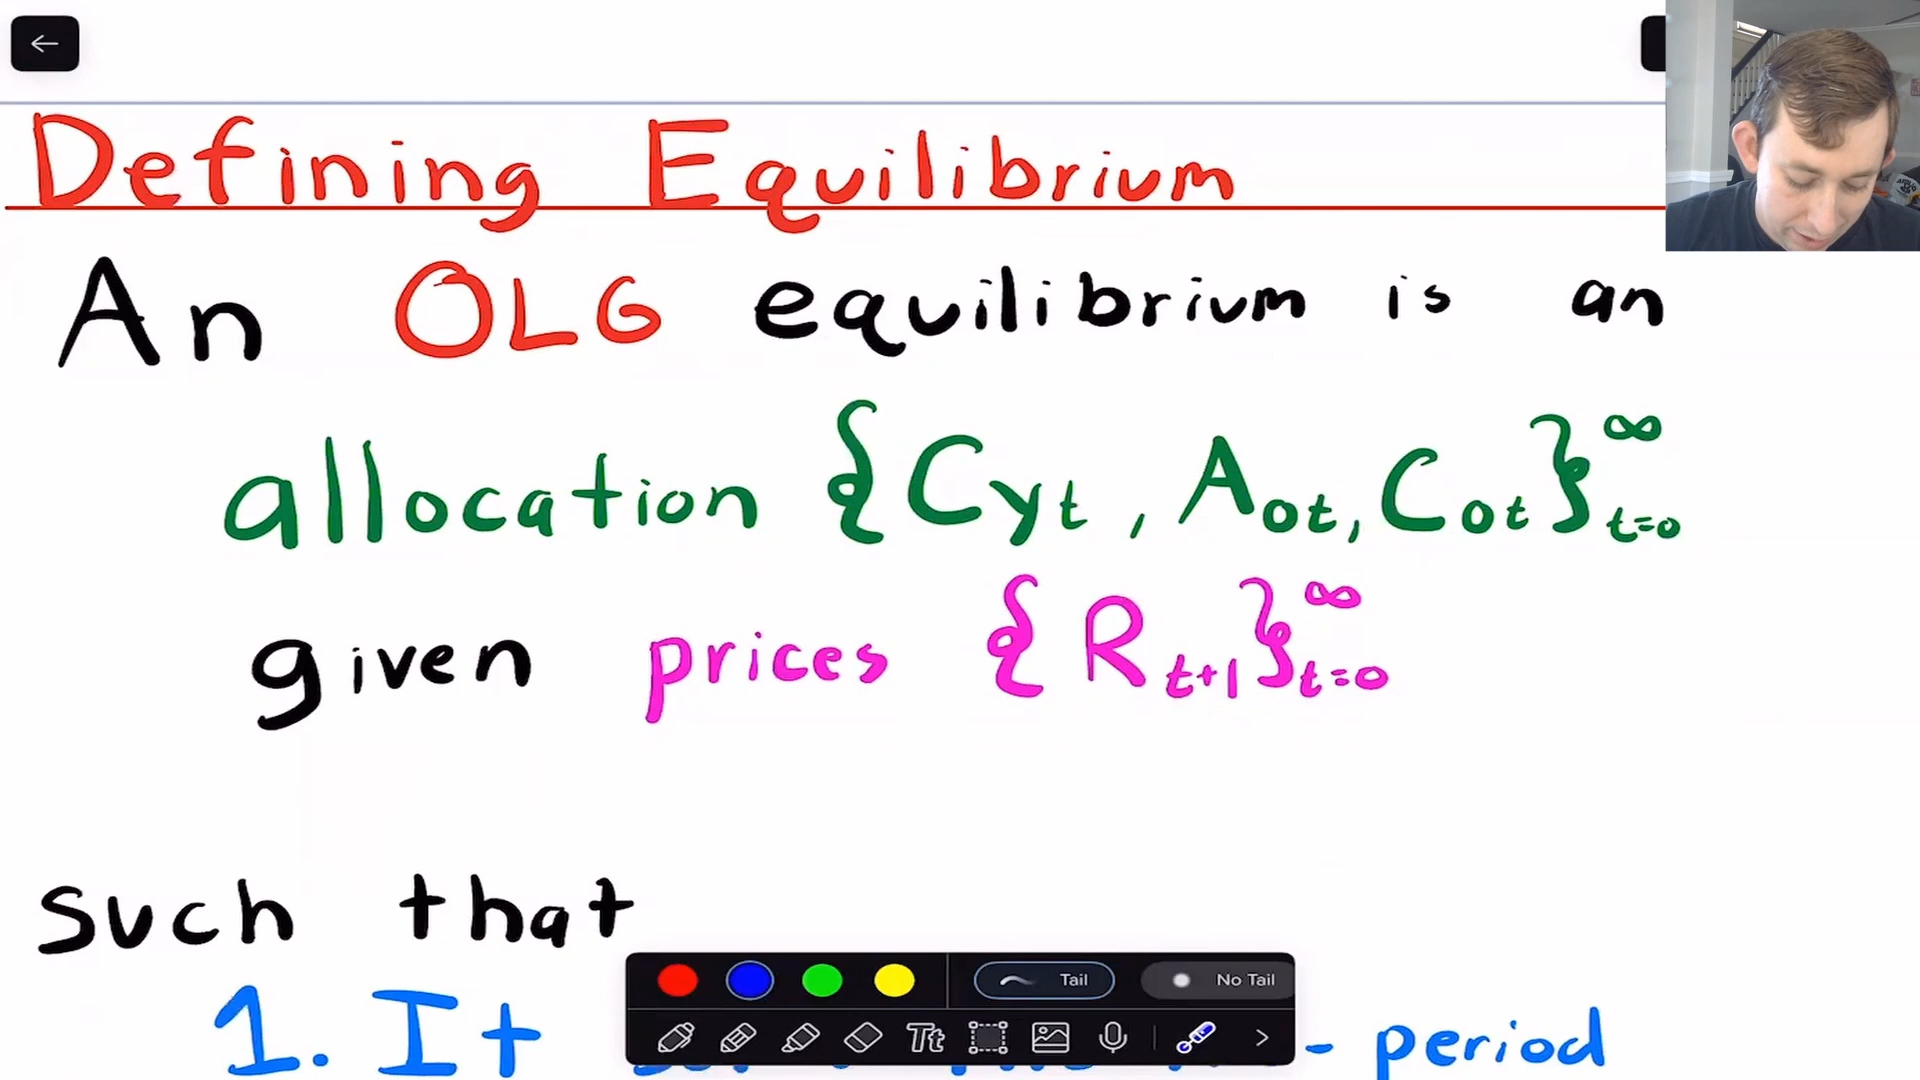 Defining Equilibrium
An OLG equilibrium is an
allocation {Cyt, Aot, Cot}∞t=0
given prices {Rt+1}∞t=0
such that
Tail No Tail
1. It - period
Tt